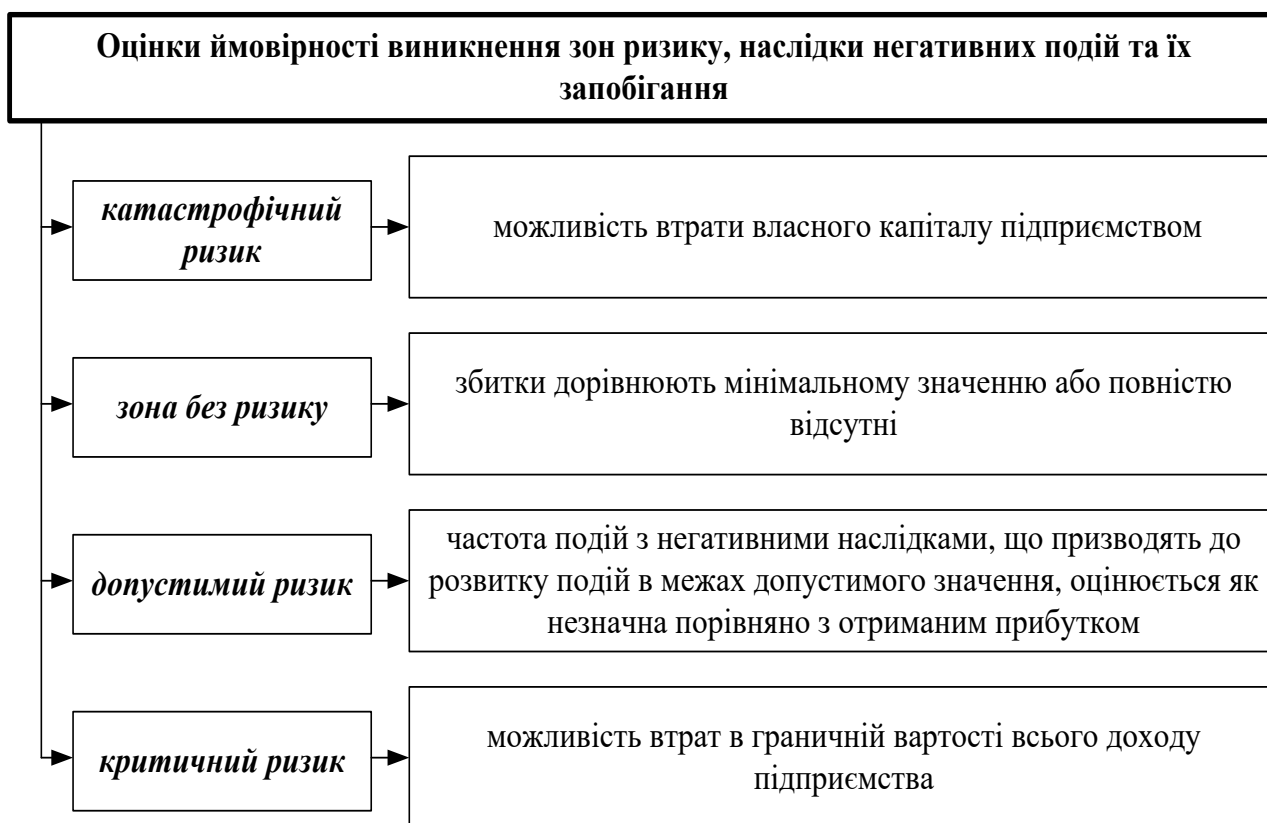 Оцінки ймовірності виникнення зон ризику, наслідки негативних подій та їх
запобігання
катастрофічний
ризик
можливість втрати власного капіталу підприємством
зона без ризику
збитки дорівнюють мінімальному значенню або повністю
відсутні
допустимий ризик
частота подій з негативними наслідками, що призводять до
розвитку подій в межах допустимого значення, оцінюється як
незначна порівняно з отриманим прибутком
критичний ризик
можливість втрат в граничній вартості всього доходу
підприємства